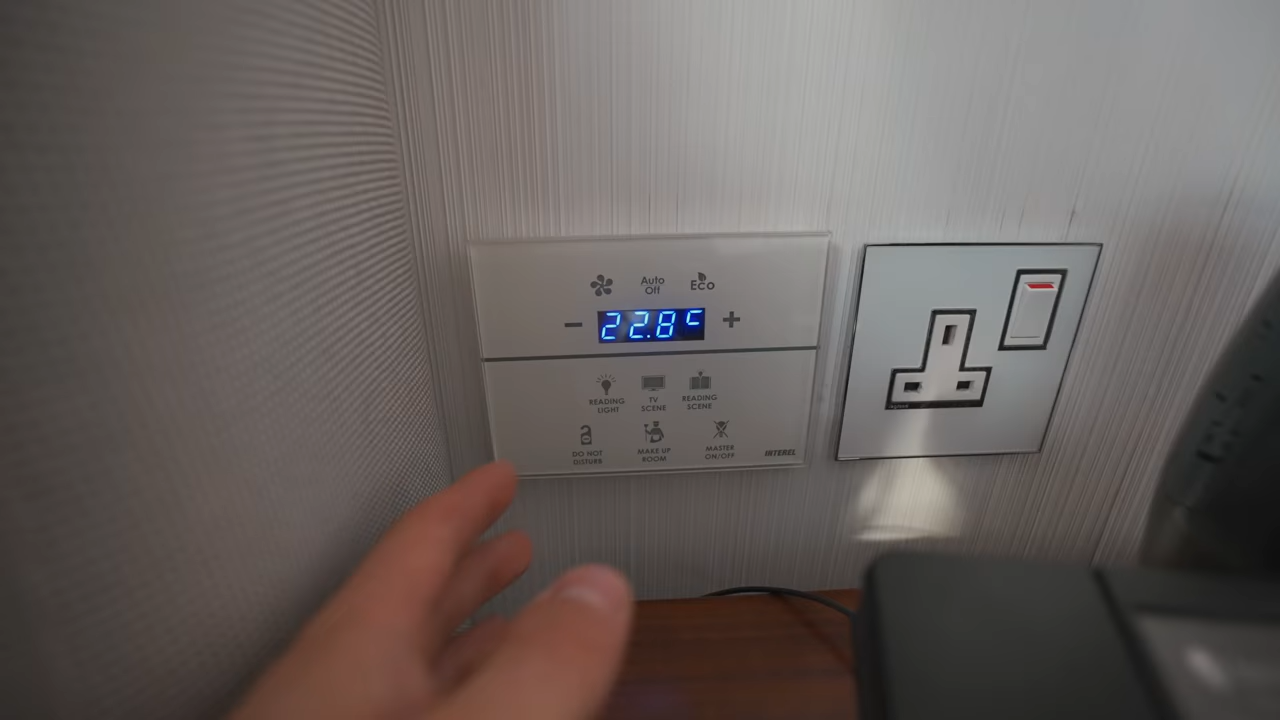 Auto
Off
Eco
− 22.8c +
READING
LIGHT
TV
SCENE
READING
SCENE
DO NOT
DISTURB
MAKE UP
ROOM
MASTER
ON/OFF
INTEREL